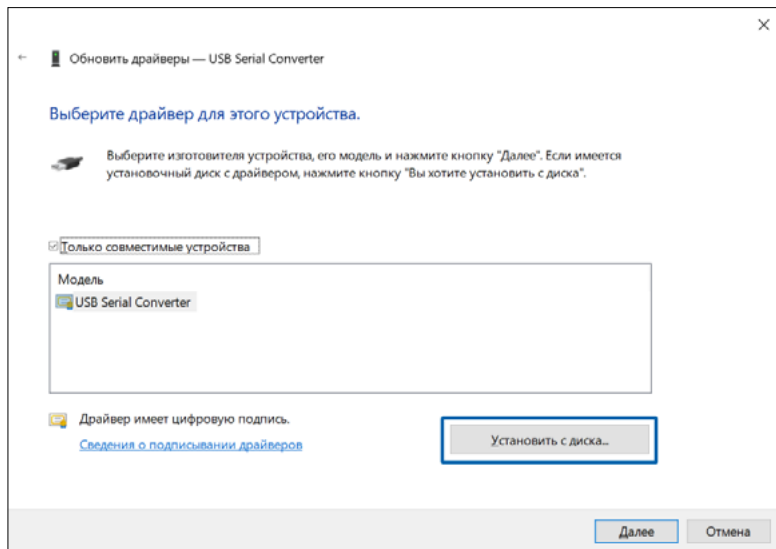 Обновить драйверы — USB Serial Converter
Выберите драйвер для этого устройства.
Выберите изготовителя устройства, его модель и нажмите кнопку "Далее". Если имеется
установочный диск с драйвером, нажмите кнопку "Вы хотите установить с диска".
Только совместимые устройства
Модель
USB Serial Converter
Драйвер имеет цифровую подпись.
Сведения о подписывании драйверов
Установить с диска...
Далее
Отмена